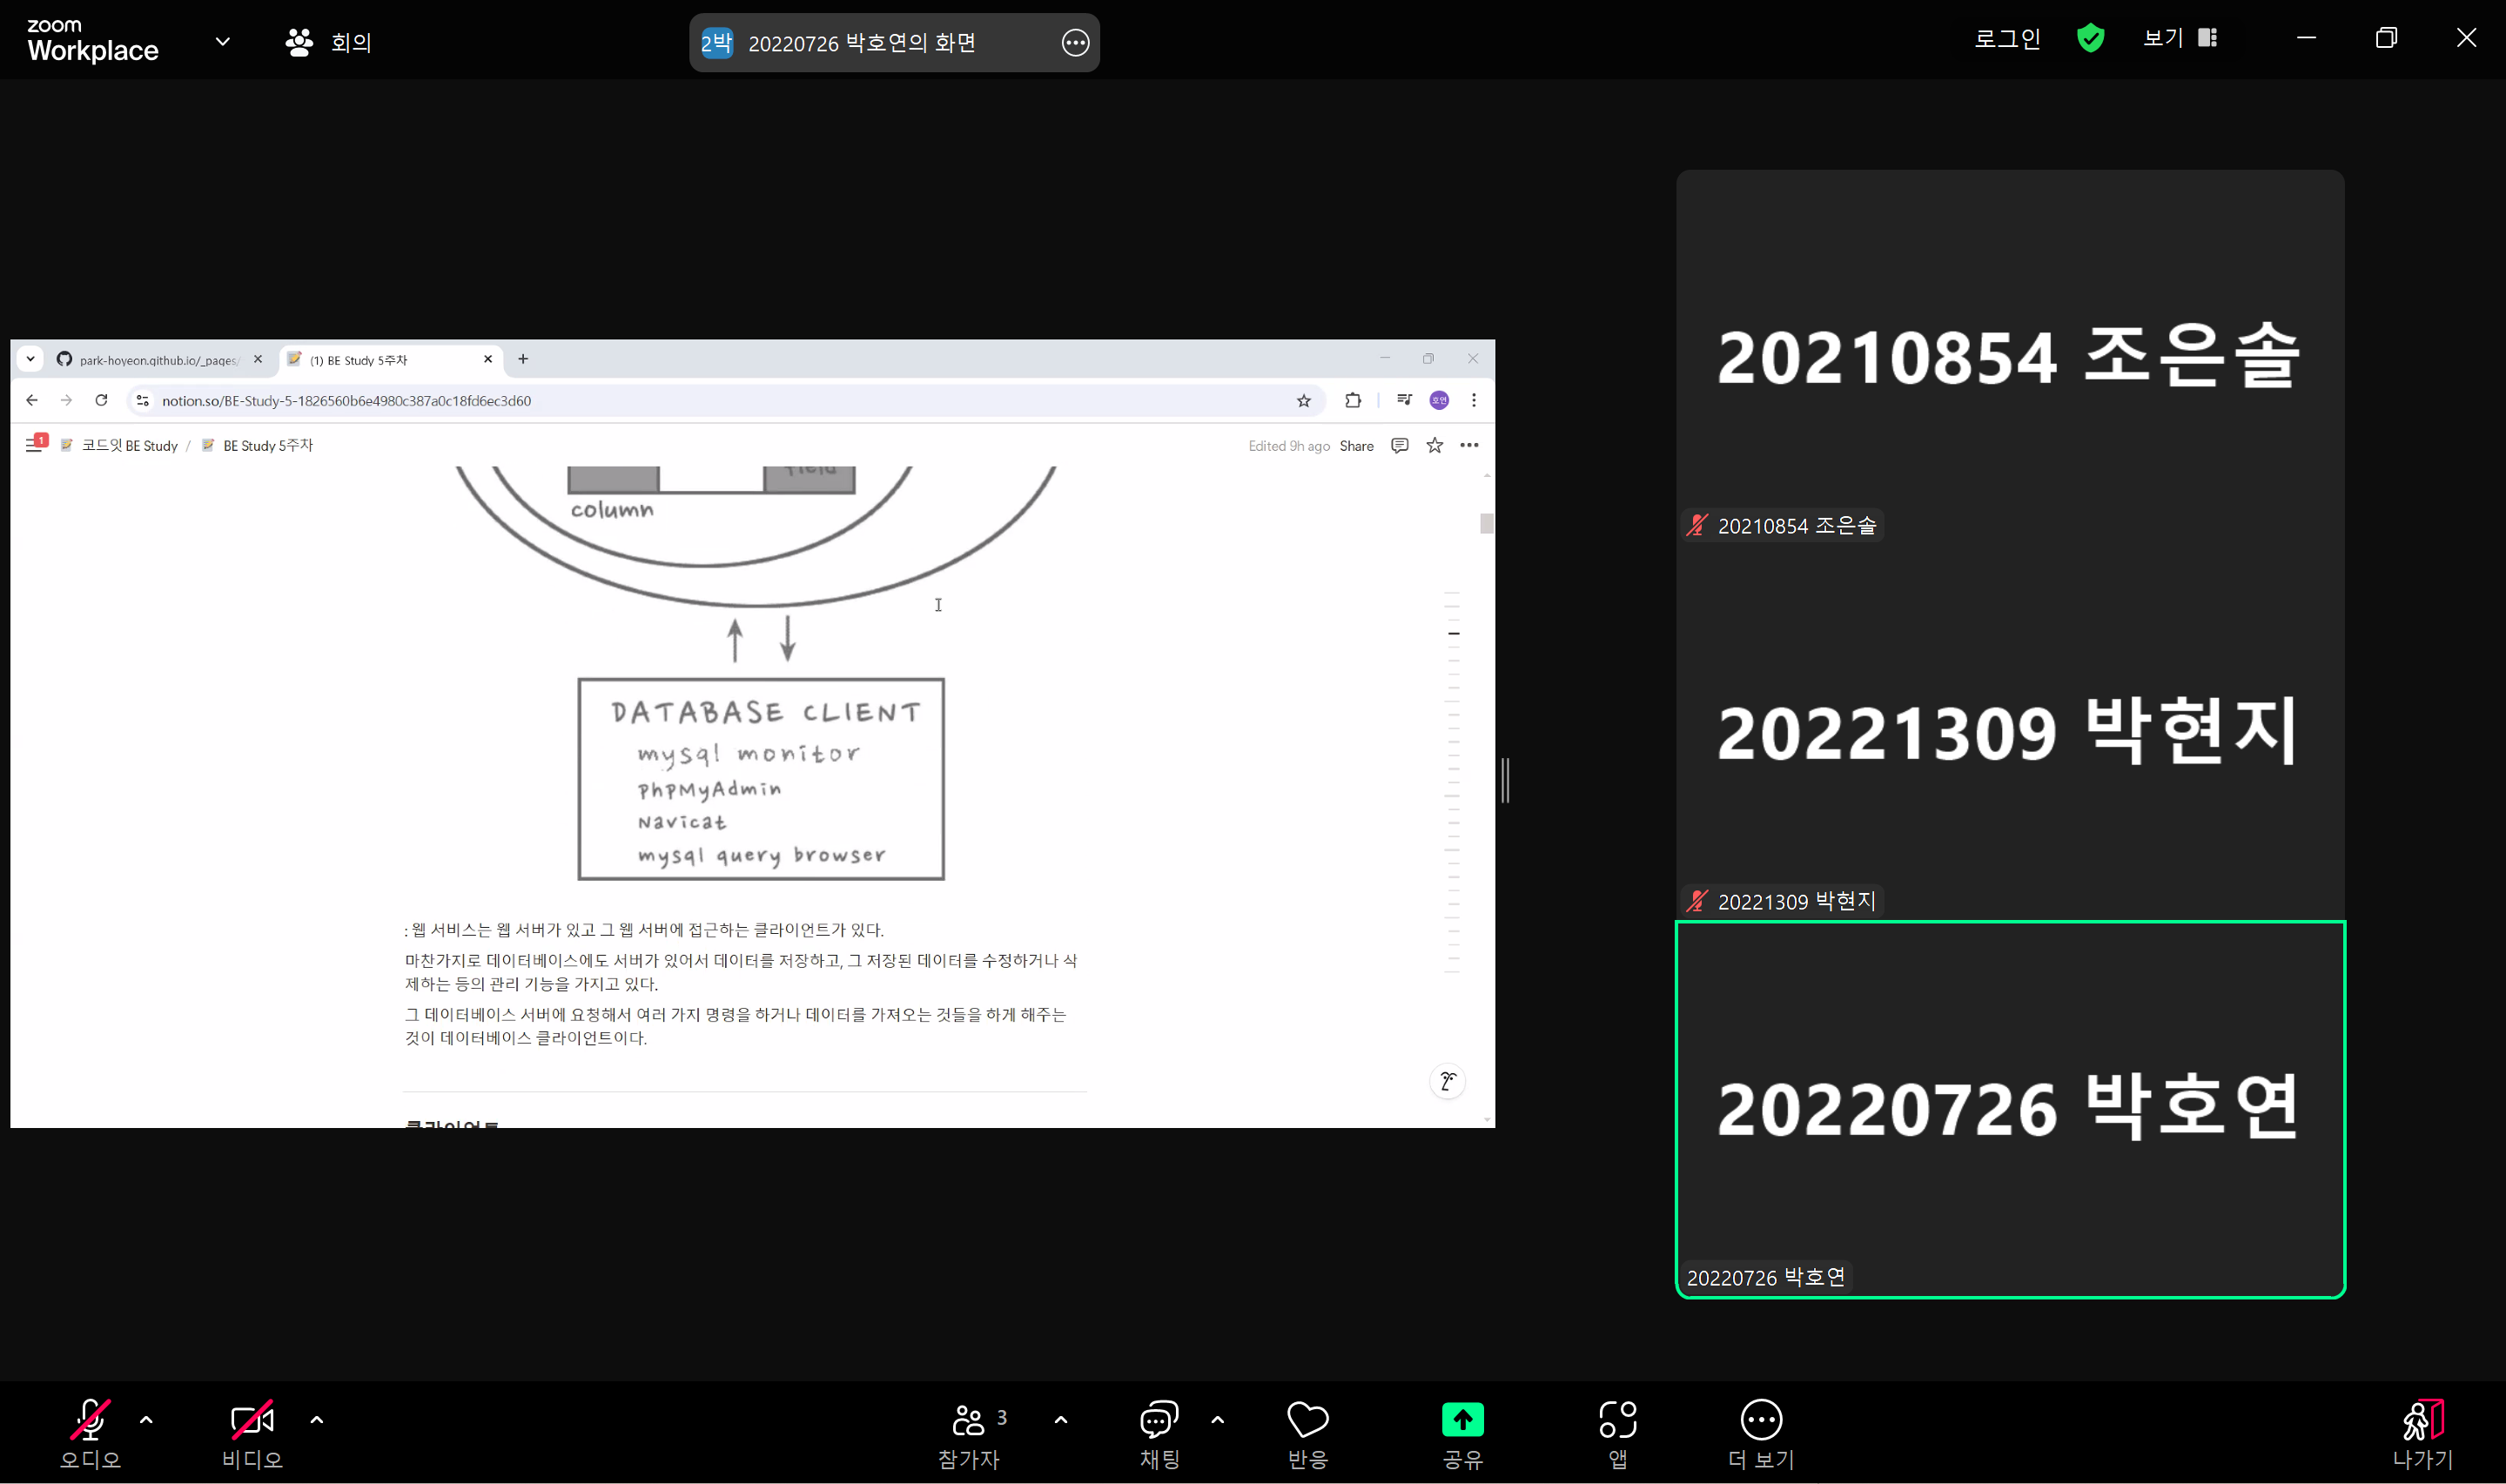 zoom
Workplace
회의
2박 20220726 박호연의 화면
로그인
보기
park-hoyeon.github.io/_pages/
(1) BE Study 5주차
notion.so/BE-Study-5-1826560b6e4980c387a0c18fd6ec3d60
호연
1
코드잇 BE Study / BE Study 5주차
Edited 9h ago Share
field
column
DATABASE CLIENT
mysql monitor
PhpMyAdmin
Navicat
mysql query browser
: 웹 서비스는 웹 서버가 있고 그 웹 서버에 접근하는 클라이언트가 있다.
마찬가지로 데이터베이스에도 서버가 있어서 데이터를 저장하고, 그 저장된 데이터를 수정하거나 삭
제하는 등의 관리 기능을 가지고 있다.
그 데이터베이스 서버에 요청해서 여러 가지 명령을 하거나 데이터를 가져오는 것들을 하게 해주는
것이 데이터베이스 클라이언트이다.
클라이언트
20210854 조은솔
20210854 조은솔
20221309 박현지
20221309 박현지
20220726 박호연
20220726 박호연
오디오
비디오
참가자
3
채팅
반응
공유
앱
더 보기
나가기